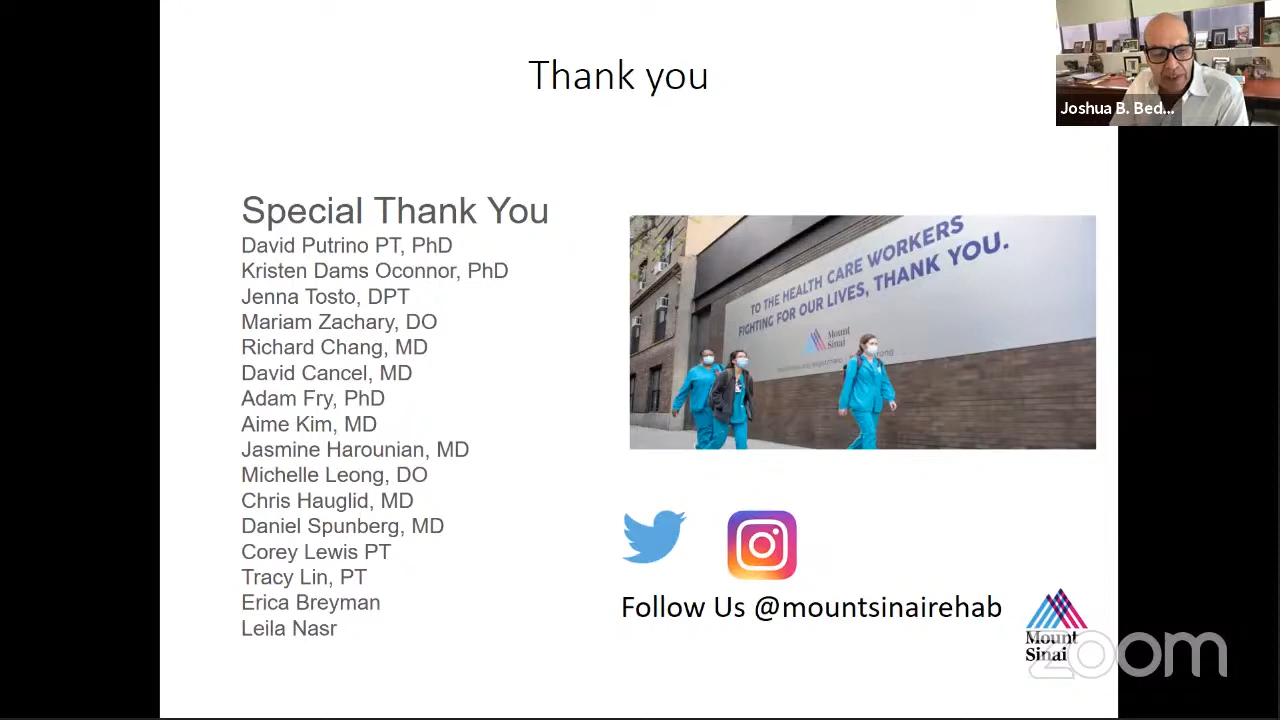 Thank you
Joshua B. Bed...
Special Thank You
David Putrino PT, PhD
Kristen Dams Oconnor, PhD
Jenna Tosto, DPT
Mariam Zachary, DO
Richard Chang, MD
David Cancel, MD
Adam Fry, PhD
Aime Kim, MD
Jasmine Harounian, MD
Michelle Leong, DO
Chris Hauglid, MD
Daniel Spunberg, MD
Corey Lewis PT
Tracy Lin, PT
Erica Breyman
Leila Nasr
TO THE HEALTH CARE WORKERS
FIGHTING FOR OUR LIVES, THANK YOU.
Mount
Sinai
Follow Us @mountsinairehab
Mount
Sinai
zoom